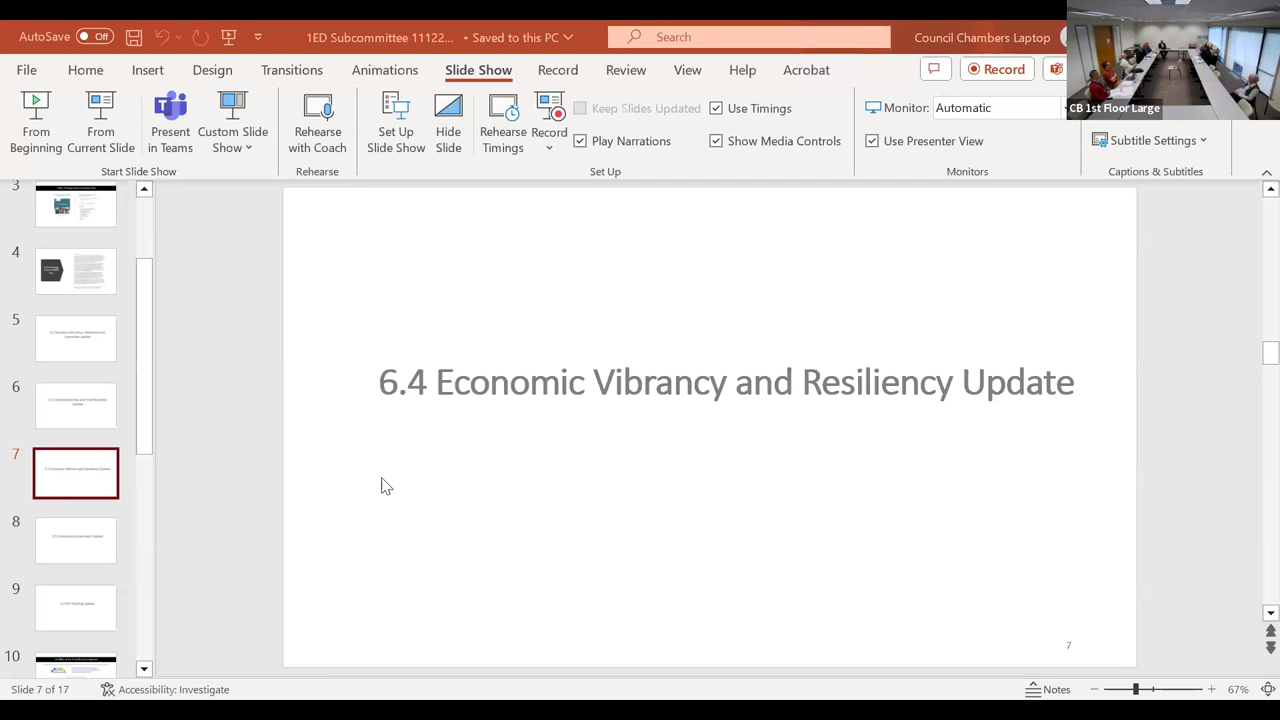 AutoSave Off 1ED Subcommittee 11122... • Saved to this PC Search Council Chambers Laptop
File Home Insert Design Transitions Animations Slide Show Record Review View Help Acrobat Record
CB 1st Floor Large
From Beginning
From Current Slide
Present in Teams
Custom Slide Show
Rehearse with Coach
Set Up Slide Show
Hide Slide
Rehearse Timings
Record
Keep Slides Updated
Play Narrations
Use Timings
Show Media Controls
Monitor: Automatic
Use Presenter View
Subtitle Settings
Start Slide Show Rehearse Set Up Monitors Captions & Subtitles
3
4
5
6
7
8
9
10
6.4 Economic Vibrancy and Resiliency Update
7
Slide 7 of 17 Accessibility: Investigate Notes 67%